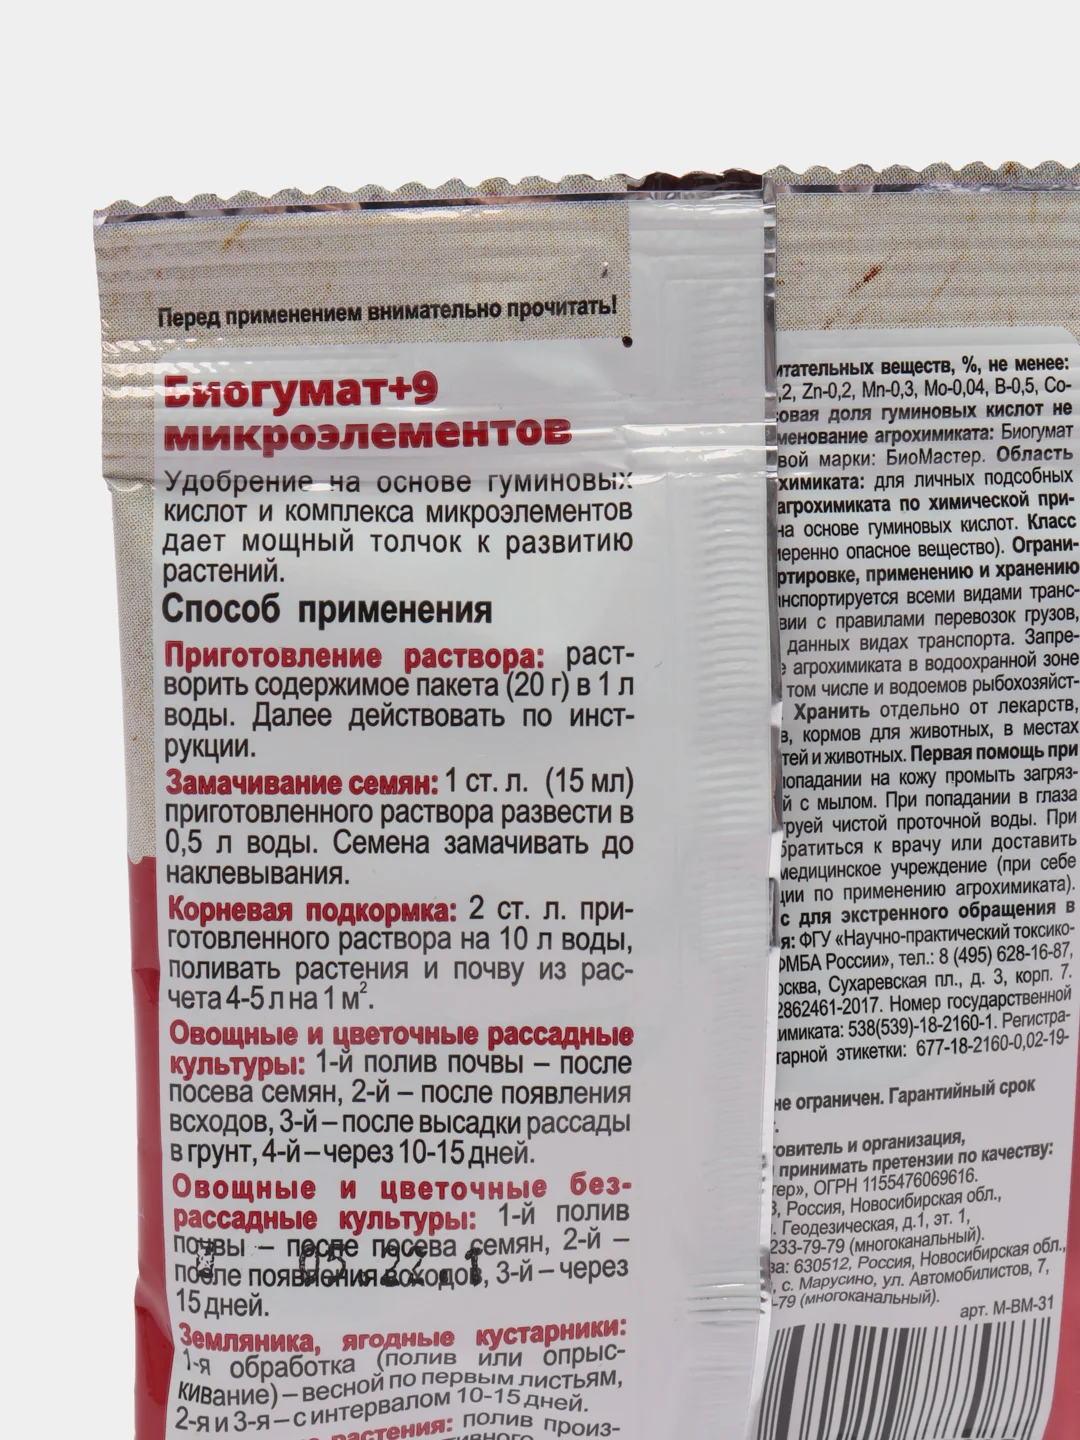 Перед применением внимательно прочитать!
Биогумат+9
микроэлементов
Удобрение на основе гуминовых
кислот и комплекса микроэлементов
дает мощный толчок к развитию
растений.
Способ применения
Приготовление раствора: раст-
ворить содержимое пакета (20 г) в 1 л
воды. Далее действовать по инст-
рукции.
Замачивание семян: 1 ст. л. (15 мл)
приготовленного раствора развести в
0,5 л воды. Семена замачивать до
наклевывания.
Корневая подкормка: 2 ст. л. при-
готовленного раствора на 10 л воды,
поливать растения и почву из рас-
чета 4-5 л на 1 м².
Овощные и цветочные рассадные
культуры: 1-й полив почвы – после
посева семян, 2-й – после появления
всходов, 3-й – после высадки рассады
в грунт, 4-й – через 10-15 дней.
Овощные и цветочные без-
рассадные культуры: 1-й полив
почвы – после посева семян, 2-й –
после появления всходов, 3-й – через
15 дней.
05.22.1
Земляника, ягодные кустарники:
1-я обработка (полив или опрыс-
кивание) – весной по первым листьям,
2-я и 3-я – с интервалом 10-15 дней.
растения: полив произ-
итательных веществ, %, не менее:
,2, Zn-0,2, Mn-0,3, Mo-0,04, B-0,5, Co-
овая доля гуминовых кислот не
менование агрохимиката: Биогумат
вой марки: БиоМастер. Область
химиката: для личных подсобных
агрохимиката по химической при-
на основе гуминовых кислот. Класс
меренно опасное вещество). Ограни-
ртировке, применению и хранению
нспортируется всеми видами транс-
вии с правилами перевозок грузов,
данных видах транспорта. Запре-
е агрохимиката в водоохранной зоне
том числе и водоемов рыбохозяйст-
Хранить отдельно от лекарств,
в, кормов для животных, в местах
тей и животных. Первая помощь при
попадании на кожу промыть загряз-
й с мылом. При попадании в глаза
труей чистой проточной воды. При
братиться к врачу или доставить
медицинское учреждение (при себе
ции по применению агрохимиката).
с для экстренного обращения в
я: ФГУ «Научно-практический токсико-
ФМБА России», тел.: 8 (495) 628-16-87,
осква, Сухаревская пл., д. 3, корп. 7.
2862461-2017. Номер государственной
химиката: 538(539)-18-2160-1. Регистра-
тарной этикетки: 677-18-2160-0,02-19-
не ограничен. Гарантийный срок
г.
товитель и организация,
принимать претензии по качеству:
тер», ОГРН 1155476069616.
3, Россия, Новосибирская обл.,
. Геодезическая, д.1, эт. 1,
233-79-79 (многоканальный).
ва: 630512, Россия, Новосибирская обл.,
, с. Марусино, ул. Автомобилистов, 7,
-79 (многоканальный).
арт. М-ВМ-31